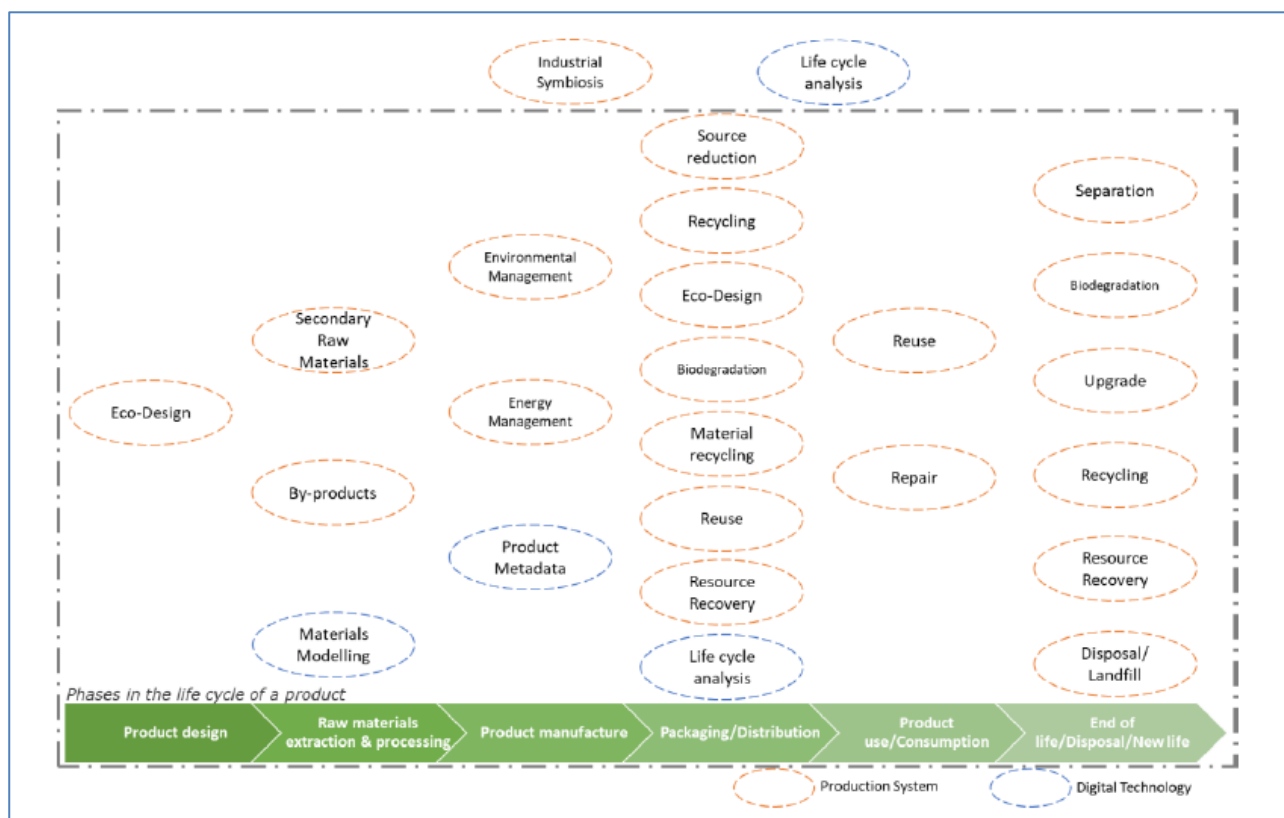 Industrial
Symbiosis
Life cycle
analysis
Source
reduction
Separation
Recycling
Environmental
Management
Eco-Design
Biodegradation
Secondary
Raw
Materials
Reuse
Biodegradation
Upgrade
Eco-Design
Energy
Management
Material
recycling
Repair
Recycling
By-products
Reuse
Product
Metadata
Resource
Recovery
Resource
Recovery
Materials
Modelling
Life cycle
analysis
Disposal/
Landfill
Phases in the life cycle of a product
Product design
Raw materials
extraction & processing
Product manufacture
Packaging/Distribution
Product
use/Consumption
End of
life/Disposal/New life
Production System
Digital Technology